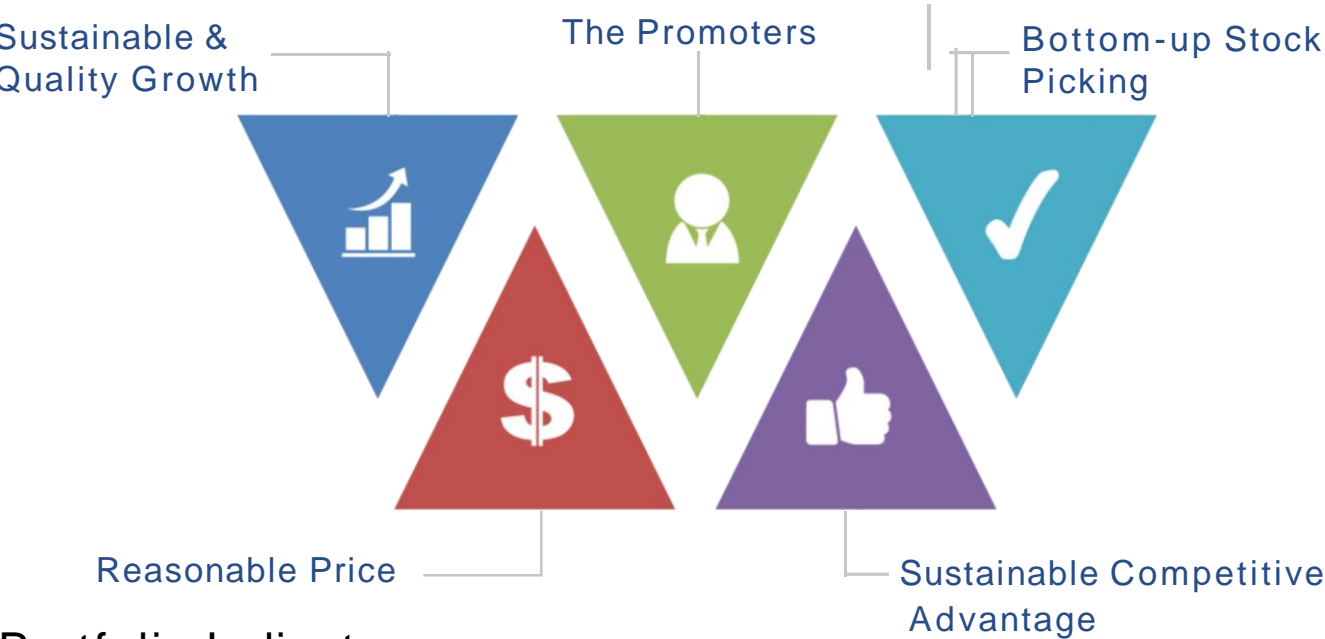 Sustainable &
Quality Growth
The Promoters
Bottom-up Stock
Picking
$
Reasonable Price
Sustainable Competitive
Advantage